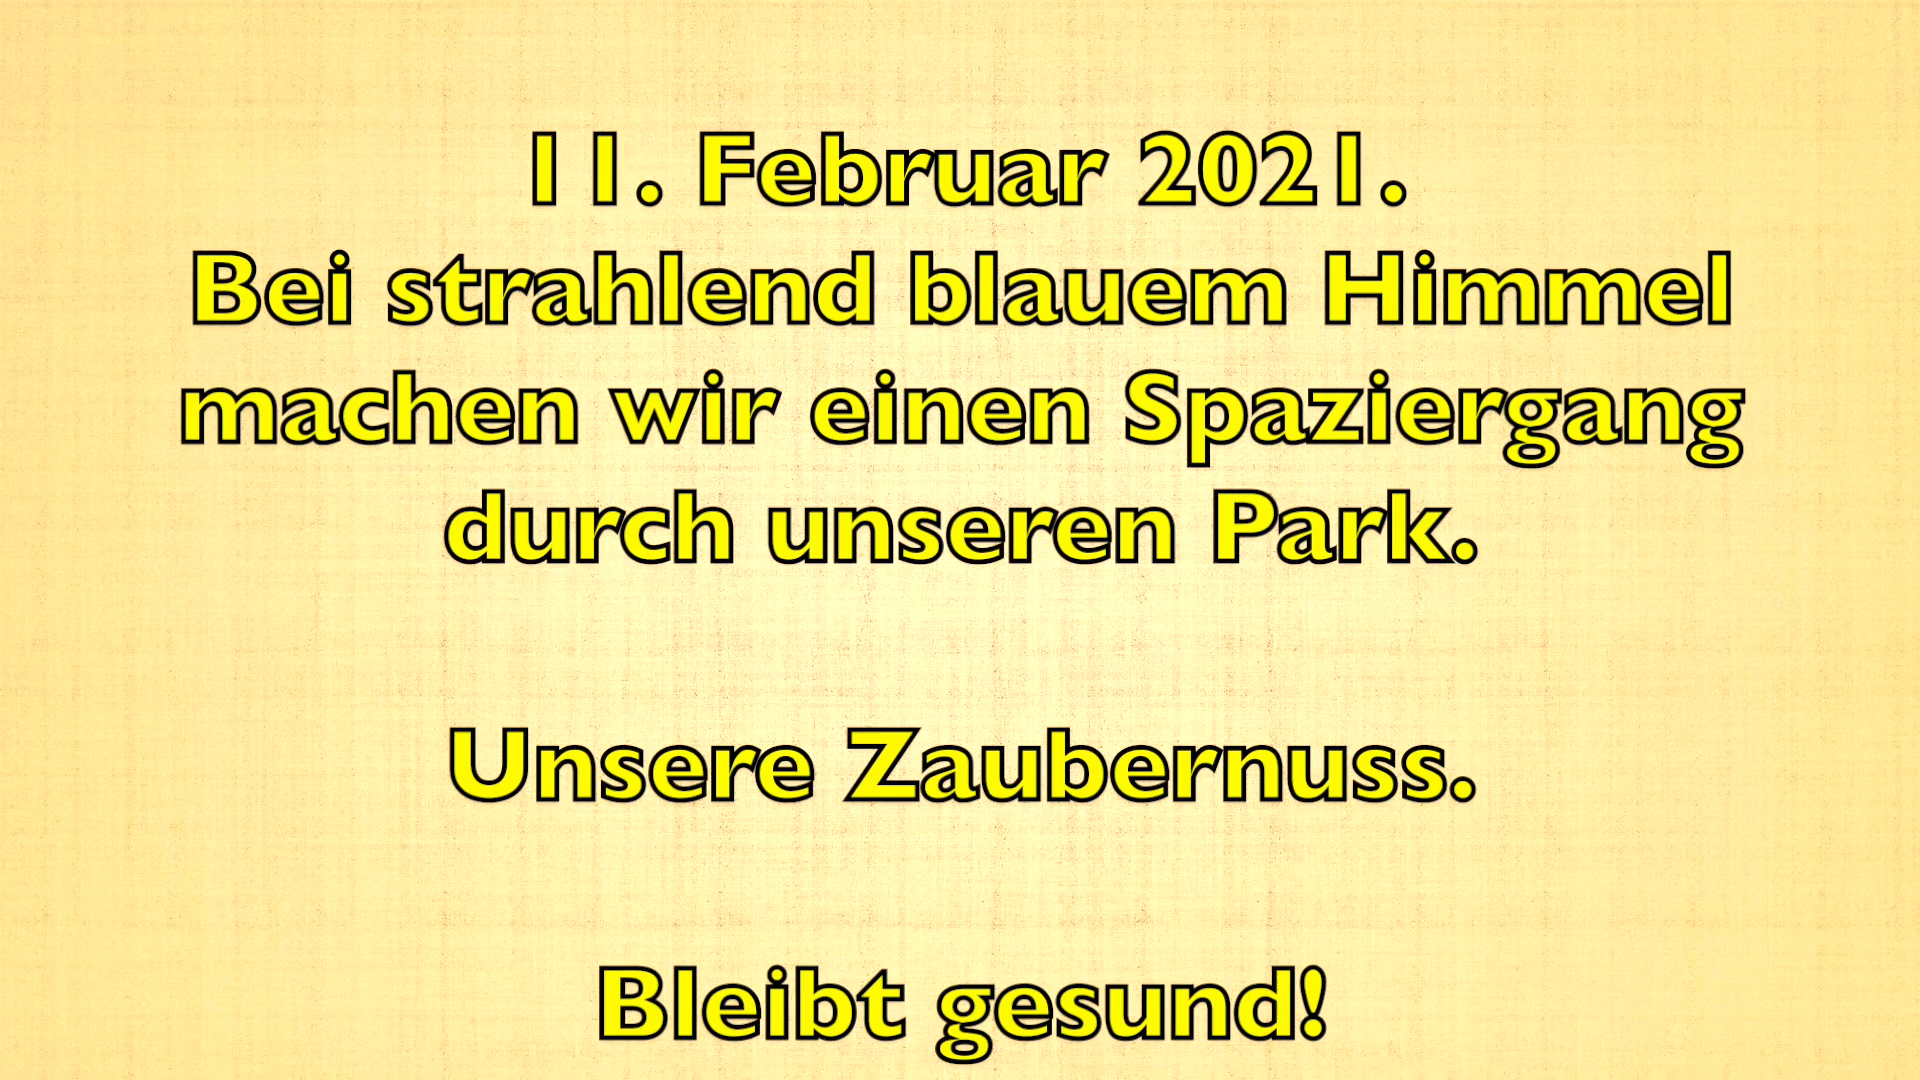 11. Februar 2021.
Bei strahlend blauem Himmel
machen wir einen Spaziergang
durch unseren Park.
Unsere Zaubernuss.
Bleibt gesund!